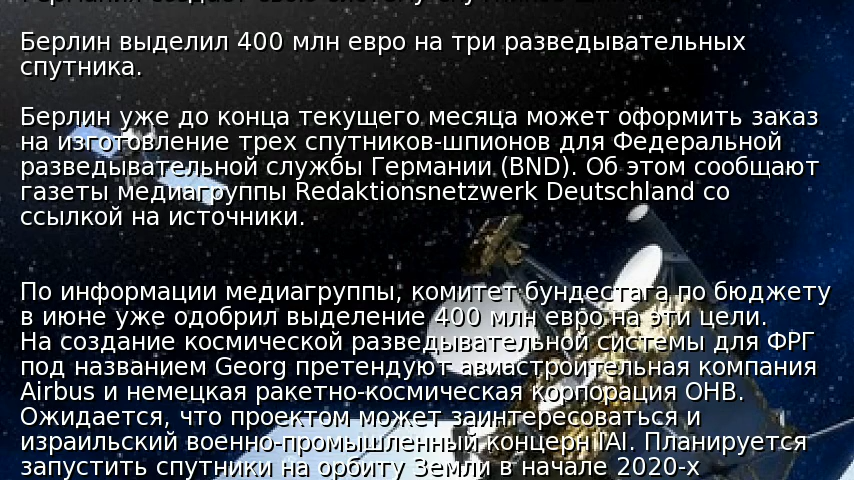 Берлин выделил 400 млн евро на три разведывательных
спутника.
Берлин уже до конца текущего месяца может оформить заказ
на изготовление трех спутников-шпионов для Федеральной
разведывательной службы Германии (BND). Об этом сообщают
газеты медиагруппы Redaktionsnetzwerk Deutschland со
ссылкой на источники.
По информации медиагруппы, комитет бундестага по бюджету
в июне уже одобрил выделение 400 млн евро на эти цели.
На создание космической разведывательной системы для ФРГ
под названием Georg претендуют авиастроительная компания
Airbus и немецкая ракетно-космическая корпорация OHB.
Ожидается, что проектом может заинтересоваться и
израильский военно-промышленный концерн IAI. Планируется
запустить спутники на орбиту Земли в начале 2020-х